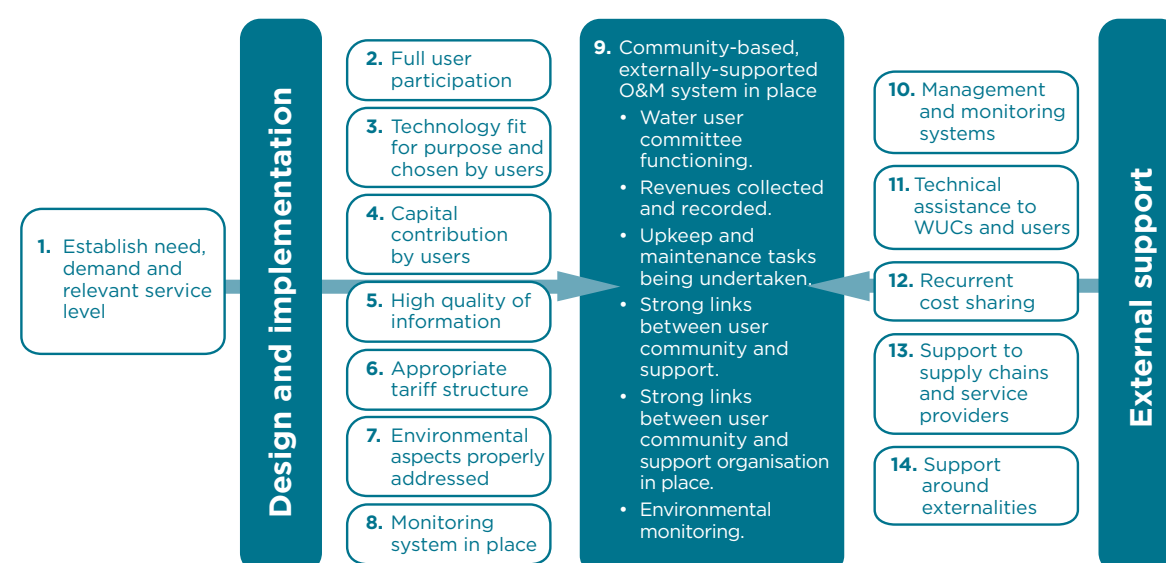 1. Establish need,
demand and
relevant service
level
Design and implementation
2. Full user
participation
3. Technology fit
for purpose and
chosen by users
4. Capital
contribution
by users
5. High quality of
information
6. Appropriate
tariff structure
7. Environmental
aspects properly
addressed
8. Monitoring
system in place
9. Community-based,
externally-supported
O&M system in place
• Water user
committee
functioning.
• Revenues collected
and recorded.
• Upkeep and
maintenance tasks
being undertaken.
• Strong links
between user
community and
support.
• Strong links
between user
community and
support organisation
in place.
• Environmental
monitoring.
10. Management
and monitoring
systems
11. Technical
assistance to
WUCs and users
12. Recurrent
cost sharing
13. Support to
supply chains
and service
providers
14. Support
around
externalities
External support